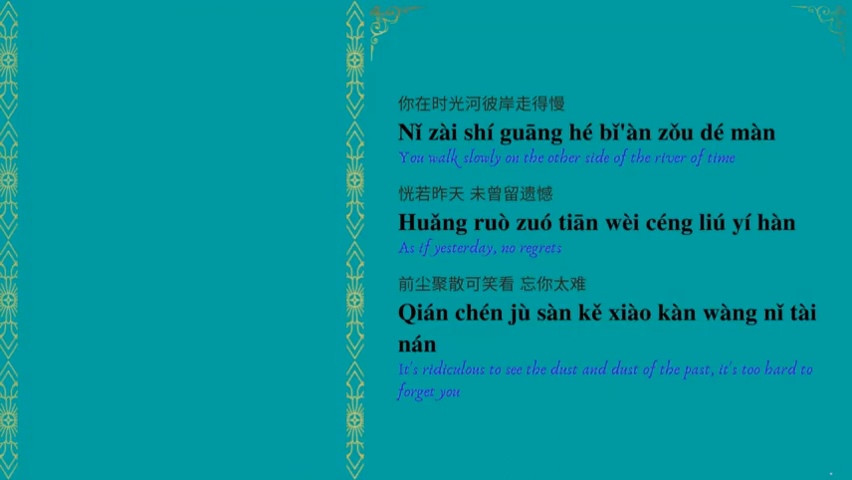 你在时光河彼岸走得慢
Nǐ zài shí guāng hé bǐ'àn zǒu dé màn
You walk slowly on the other side of the river of time
恍若昨天 未曾留遗憾
Huǎng ruò zuó tiān wèi céng liú yí hàn
As if yesterday, no regrets
前尘聚散可笑看 忘你太难
Qián chén jù sàn kě xiào kàn wàng nǐ tài
nán
It's ridiculous to see the dust and dust of the past, it's too hard to
forget you